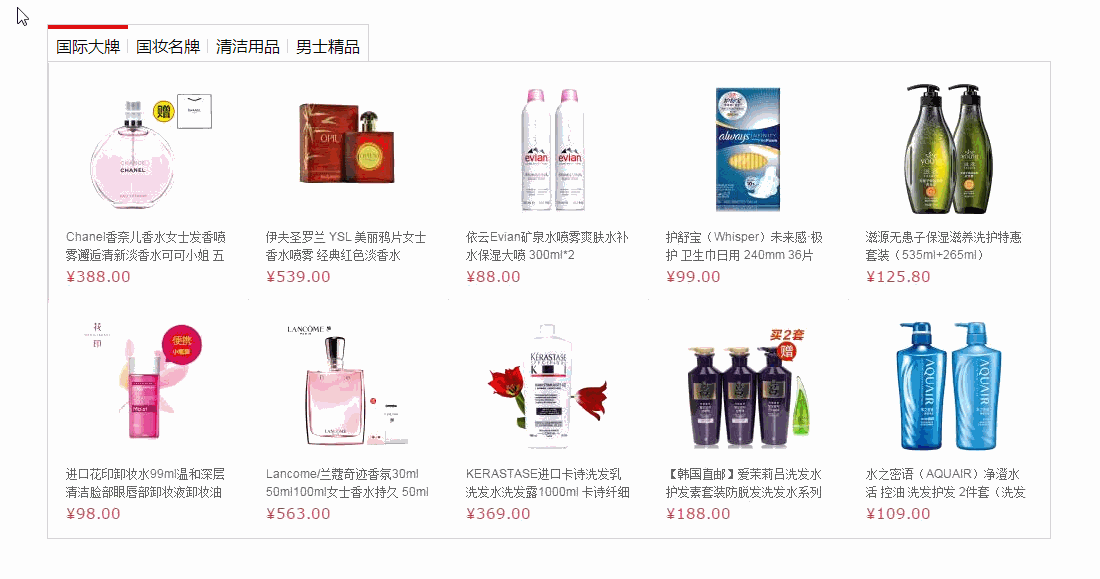 国际大牌 国妆名牌 清洁用品 男士精品
赠
CHANEL
CHANCE
CHANEL
OPIUM
evian
evian
护舒宝
always INFINITY
Chanel香奈儿香水女士发香喷
雾邂逅清新淡香水可可小姐 五
¥388.00
伊夫圣罗兰 YSL 美丽鸦片女士
香水喷雾 经典红色淡香水
¥539.00
依云Evian矿泉水喷雾爽肤水补
水保湿大喷 300ml*2
¥88.00
护舒宝（Whisper）未来感·极
护 卫生巾日用 240mm 36片
¥99.00
滋源无患子保湿滋养洗护特惠
套装（535ml+265ml）
¥125.80
花
印
便携
小瓶装
LANCÔME
LANCOME
KÉRASTASE
买2套
赠
AQUAIR
AQUAIR
进口花印卸妆水99ml温和深层
清洁脸部眼唇部卸妆液卸妆油
¥98.00
Lancome/兰蔻奇迹香氛30ml
50ml100ml女士香水持久 50ml
¥563.00
KERASTASE进口卡诗洗发乳
洗发水洗发露1000ml 卡诗纤细
¥369.00
【韩国直邮】爱茉莉吕洗发水
护发素套装防脱发洗发水系列
¥188.00
水之密语（AQUAIR）净澄水
活 控油 洗发护发 2件套（洗发
¥109.00